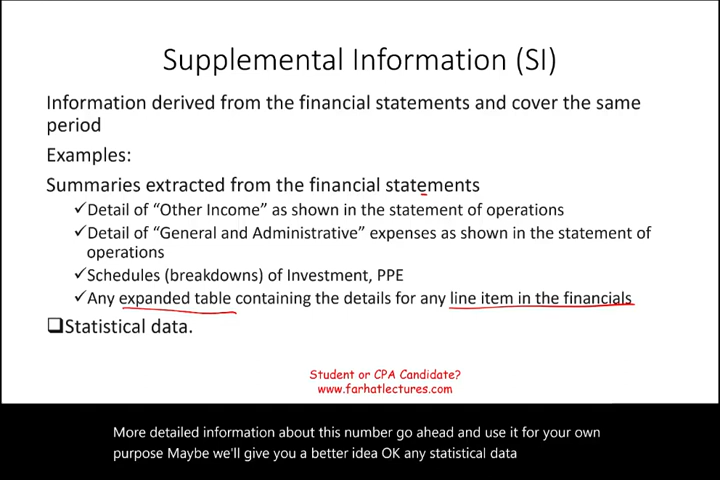 Supplemental Information (SI)
Information derived from the financial statements and cover the same
period
Examples:
Summaries extracted from the financial statements
✓Detail of “Other Income” as shown in the statement of operations
✓Detail of “General and Administrative” expenses as shown in the statement of
operations
✓Schedules (breakdowns) of Investment, PPE
✓Any expanded table containing the details for any line item in the financials
❑Statistical data.
Student or CPA Candidate?
www.farhatlectures.com
More detailed information about this number go ahead and use it for your own
purpose Maybe we'll give you a better idea OK any statistical data